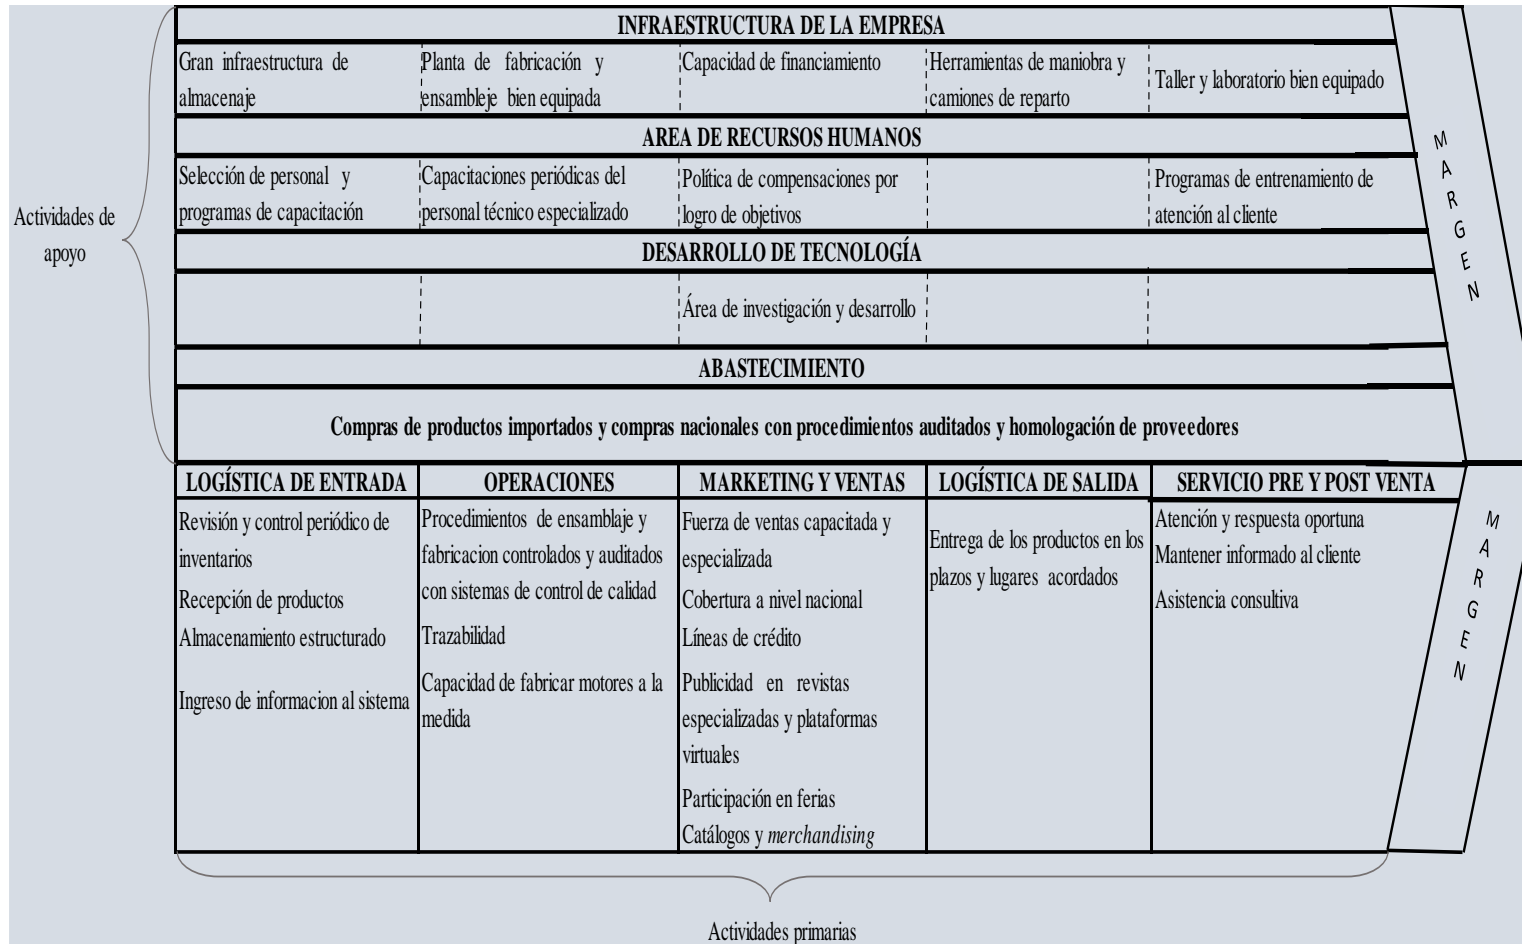 INFRAESTRUCTURA DE LA EMPRESA
Gran infraestructura de
almacenaje
Planta de fabricación y
ensambleje bien equipada
Capacidad de financiamiento
Herramientas de maniobra y
camiones de reparto
Taller y laboratorio bien equipado
AREA DE RECURSOS HUMANOS
Selección de personal y
programas de capacitación
Capacitaciones periódicas del
personal técnico especializado
Política de compensaciones por
logro de objetivos
Programas de entrenamiento de
atención al cliente
Actividades de
apoyo
DESARROLLO DE TECNOLOGÍA
Área de investigación y desarrollo
ABASTECIMIENTO
Compras de productos importados y compras nacionales con procedimientos auditados y homologación de proveedores
MARGEN
LOGÍSTICA DE ENTRADA
Revisión y control periódico de
inventarios
Recepción de productos
Almacenamiento estructurado
Ingreso de informacion al sistema
OPERACIONES
Procedimientos de ensamblaje y
fabricacion controlados y auditados
con sistemas de control de calidad
Trazabilidad
Capacidad de fabricar motores a la
medida
MARKETING Y VENTAS
Fuerza de ventas capacitada y
especializada
Cobertura a nivel nacional
Líneas de crédito
Publicidad en revistas
especializadas y plataformas
virtuales
Participación en ferias
Catálogos y merchandising
LOGÍSTICA DE SALIDA
Entrega de los productos en los
plazos y lugares acordados
SERVICIO PRE Y POST VENTA
Atención y respuesta oportuna
Mantener informado al cliente
Asistencia consultiva
MARGEN
Actividades primarias